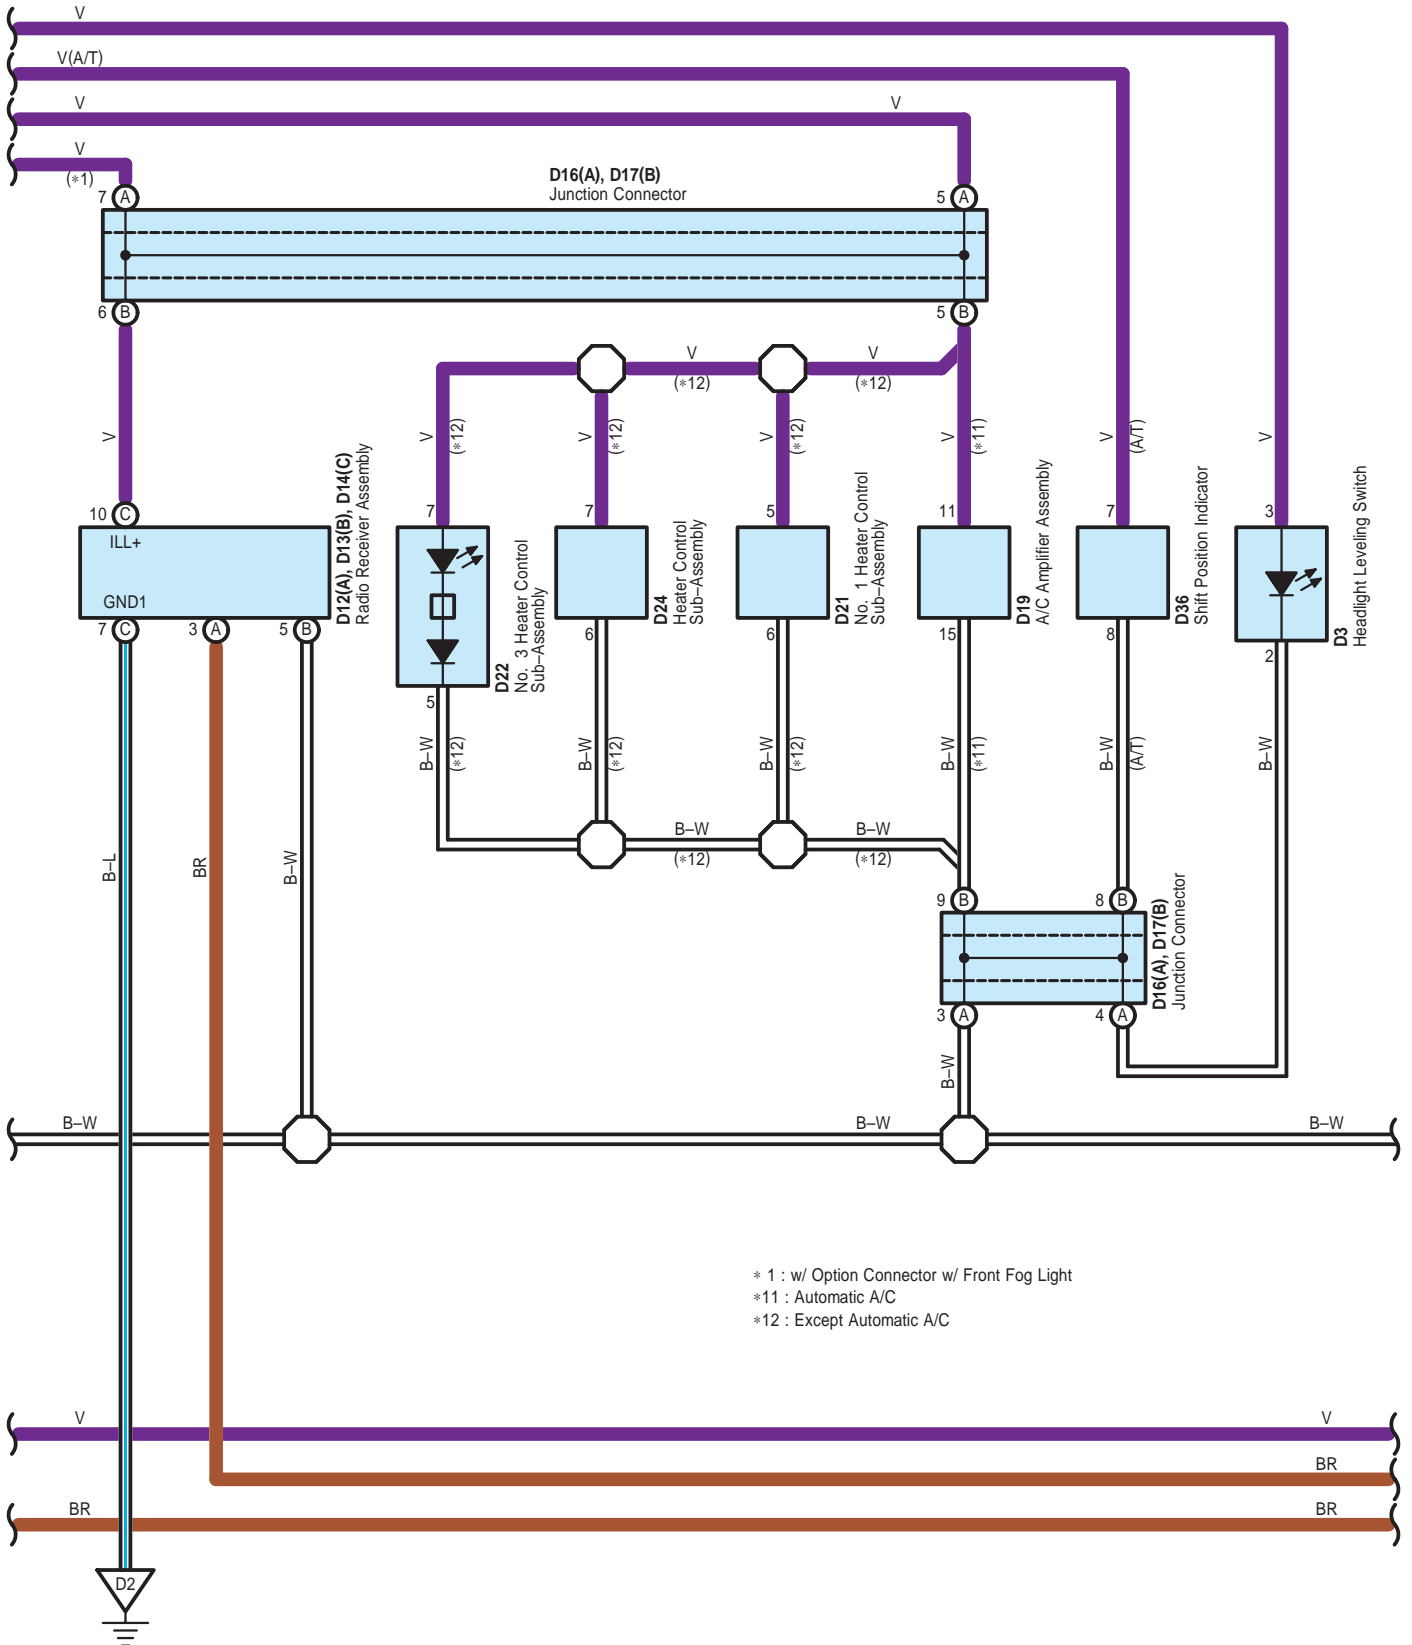 V
V(A/T)
V
V
V
(∗1)
D16(A), D17(B)
Junction Connector
7
A
5
A
6
B
5
B
V
(∗12)
V
(∗12)
V
V
(∗12)
V
(∗12)
V
(∗12)
V
(∗11)
V
(A/T)
V
10
C
7
7
5
11
7
3
ILL+
GND1
D12(A), D13(B), D14(C)
Radio Receiver Assembly
D22
No. 3 Heater Control
Sub–Assembly
D24
Heater Control
Sub–Assembly
D21
No. 1 Heater Control
Sub–Assembly
D19
A/C Amplifier Assembly
D36
Shift Position Indicator
D3
Headlight Leveling Switch
7
C
3
A
5
B
5
6
6
15
8
2
B–W
(∗12)
B–W
(∗12)
B–W
(∗12)
B–W
(∗11)
B–W
(A/T)
B–W
B–L
BR
B–W
B–W
(∗12)
B–W
(∗12)
9
B
8
B
D16(A), D17(B)
Junction Connector
3
A
4
A
B–W
B–W
B–W
B–W
∗ 1 : w/ Option Connector w/ Front Fog Light
∗11 : Automatic A/C
∗12 : Except Automatic A/C
V
V
BR
BR
BR
D2